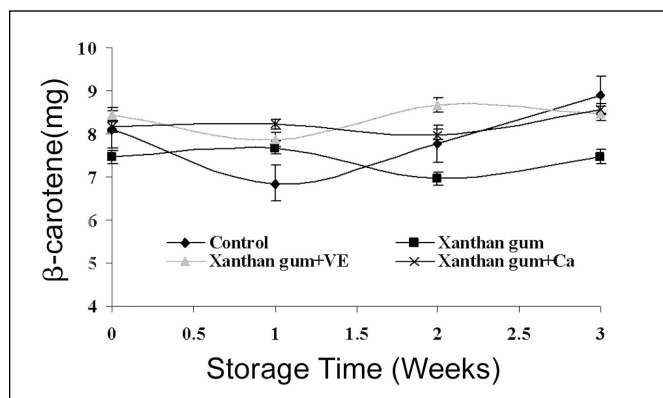 10
9
8
7
6
5
4
β-carotene(mg)
Control
Xanthan gum
Xanthan gum+VE
Xanthan gum+Ca
0 0.5 1 1.5 2 2.5 3
Storage Time (Weeks)